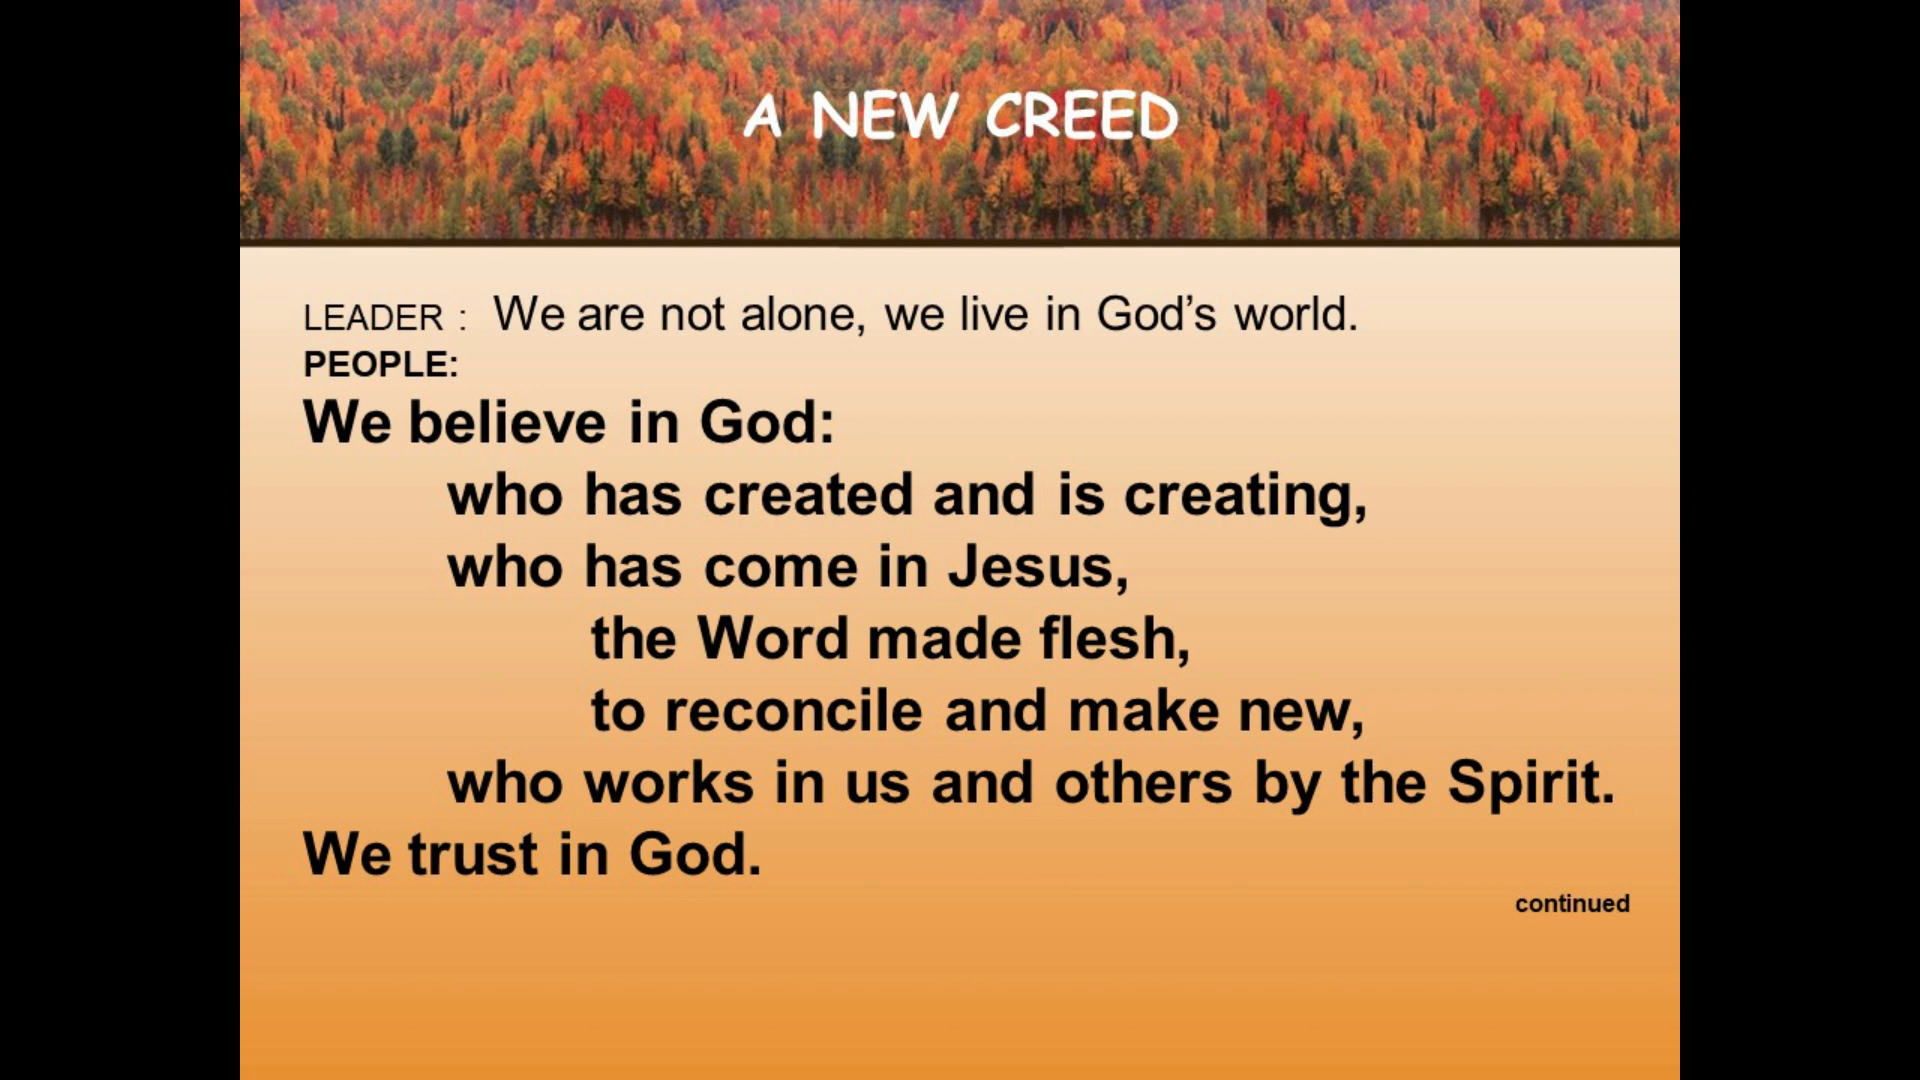 A NEW CREED
LEADER : We are not alone, we live in God’s world.
PEOPLE:
We believe in God:
who has created and is creating,
who has come in Jesus,
the Word made flesh,
to reconcile and make new,
who works in us and others by the Spirit.
We trust in God.
continued